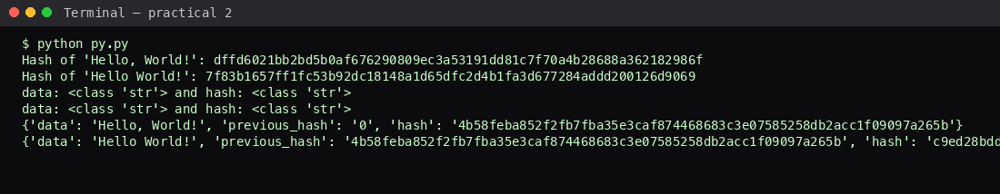 Terminal — practical 2
$ python py.py
Hash of 'Hello, World!': dffd6021bb2bd5b0af676290809ec3a53191dd81c7f70a4b28688a362182986f
Hash of 'Hello World!': 7f83b1657ff1fc53b92dc18148a1d65dfc2d4b1fa3d677284addd200126d9069
data: <class 'str'> and hash: <class 'str'>
data: <class 'str'> and hash: <class 'str'>
{'data': 'Hello, World!', 'previous_hash': '0', 'hash': '4b58feba852f2fb7fba35e3caf874468683c3e07585258db2acc1f09097a265b'}
{'data': 'Hello World!', 'previous_hash': '4b58feba852f2fb7fba35e3caf874468683c3e07585258db2acc1f09097a265b', 'hash': 'c9ed28bdd